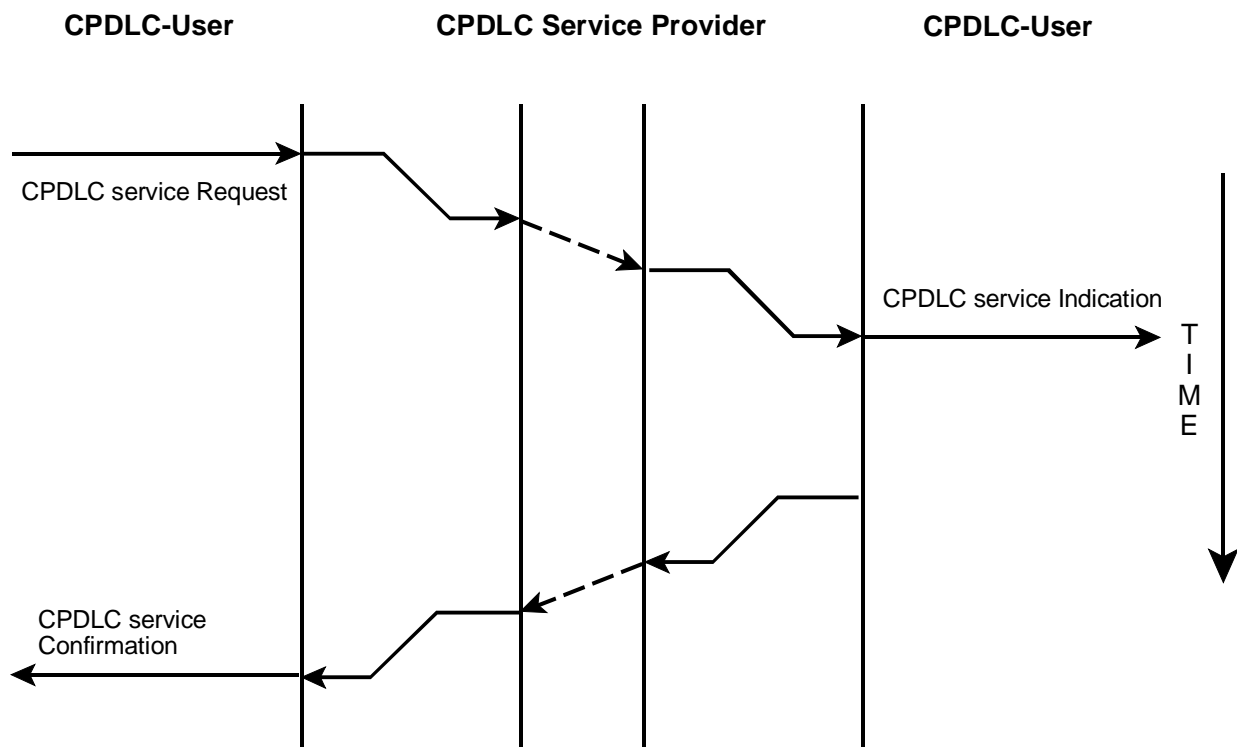 CPDLC-User
CPDLC Service Provider
CPDLC-User
CPDLC service Request
CPDLC service Indication
T
I
M
E
CPDLC service
Confirmation